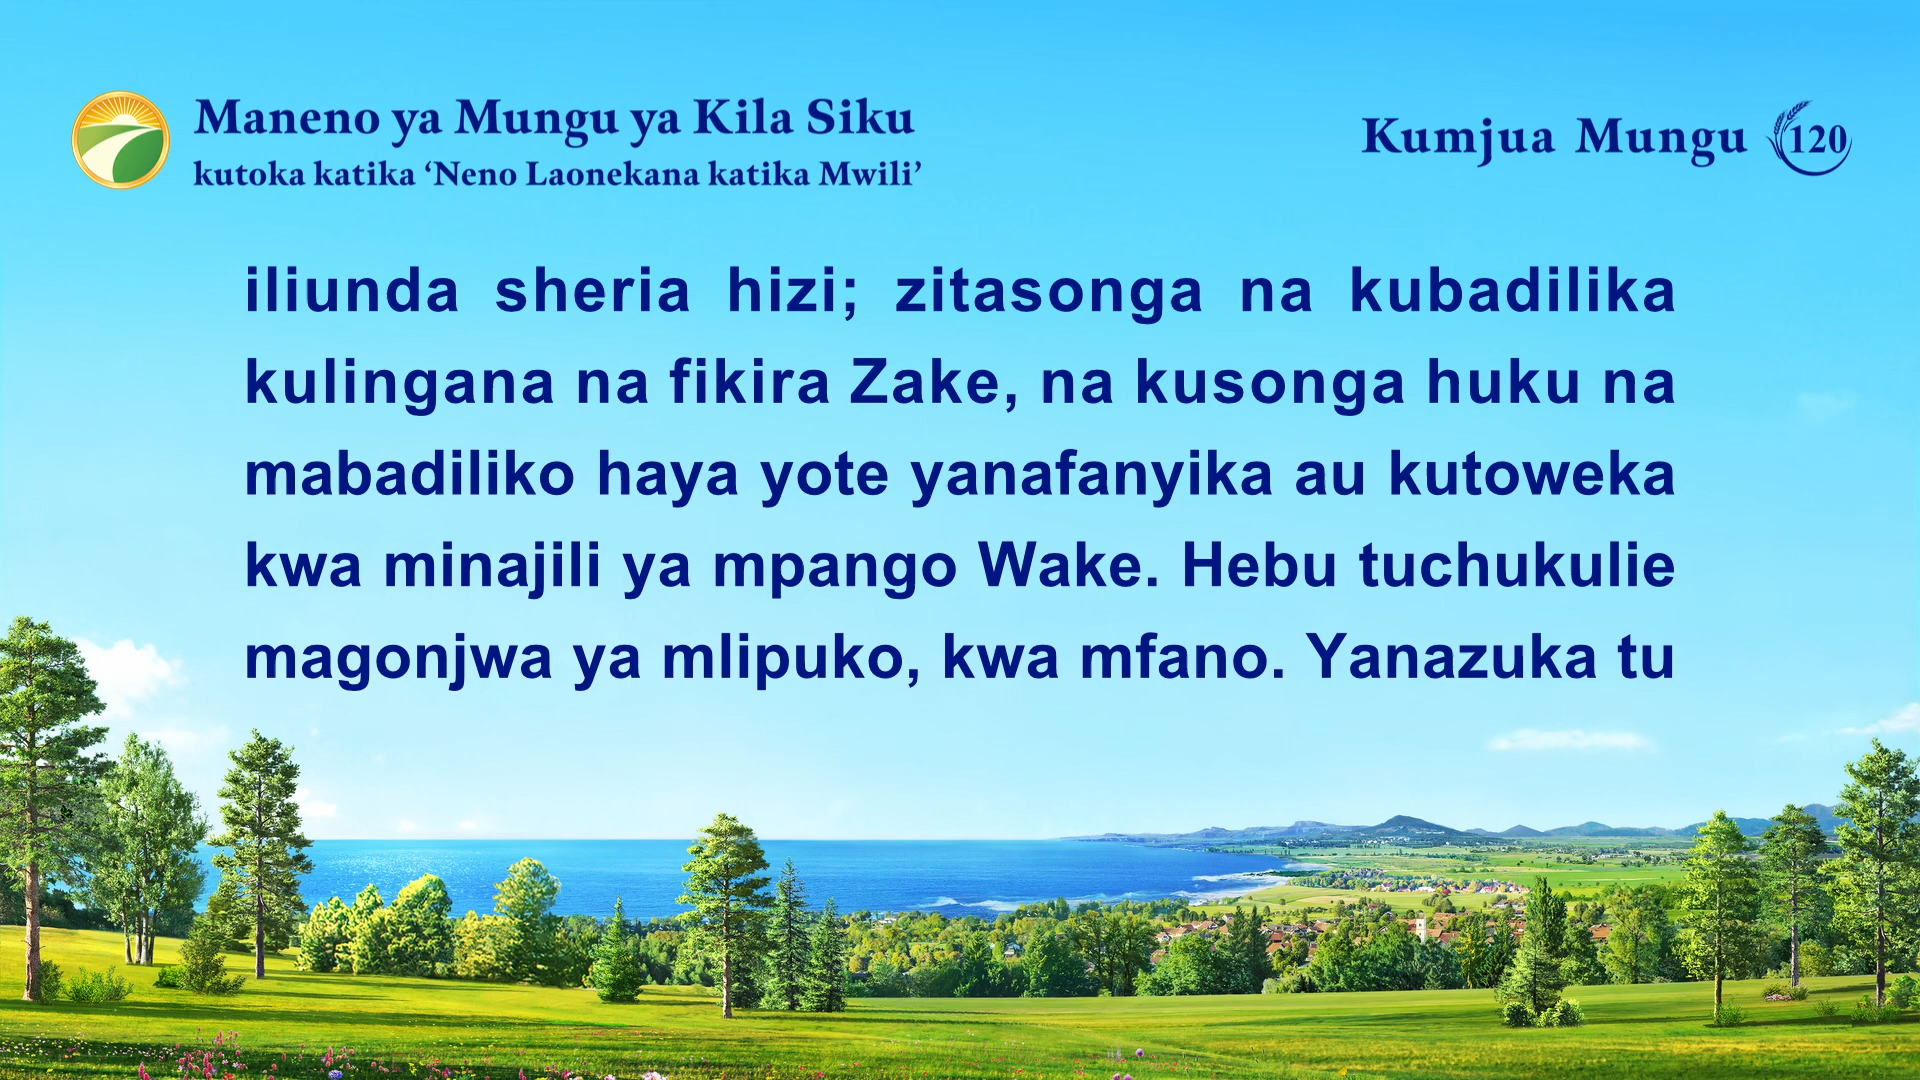 Maneno ya Mungu ya Kila Siku
kutoka katika ‘Neno Laonekana katika Mwili’
Kumjua Mungu 120
iliunda sheria hizi; zitasonga na kubadilika
kulingana na fikira Zake, na kusonga huku na
mabadiliko haya yote yanafanyika au kutoweka
kwa minajili ya mpango Wake. Hebu tuchukulie
magonjwa ya mlipuko, kwa mfano. Yanazuka tu